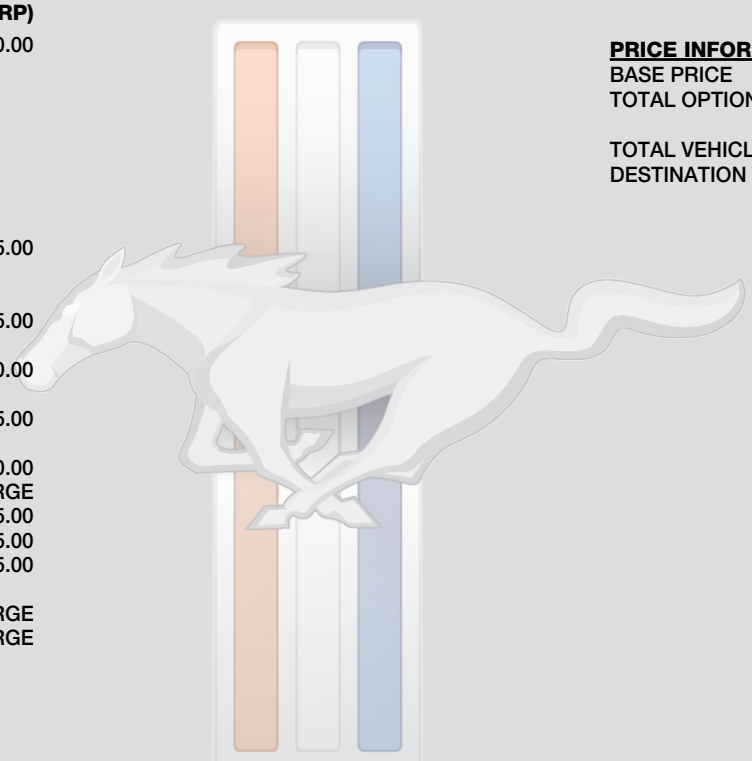 RP)
0.00
5.00
5.00
0.00
5.00
0.00
RGE
5.00
5.00
5.00
RGE
RGE
PRICE INFOR
BASE PRICE
TOTAL OPTION
TOTAL VEHICL
DESTINATION